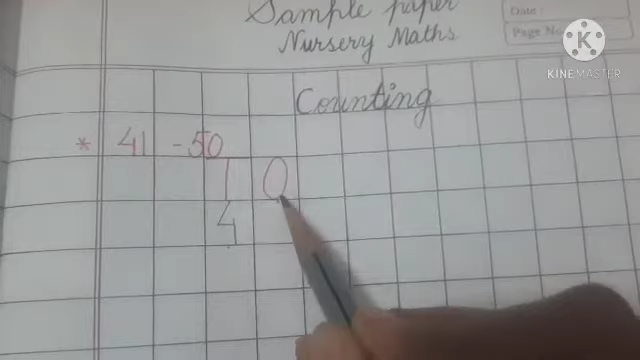 Sample paper
Date :
Nursery Maths
Page No.
K
KINEMASTER
Counting
* 41 - 50
1 0
4